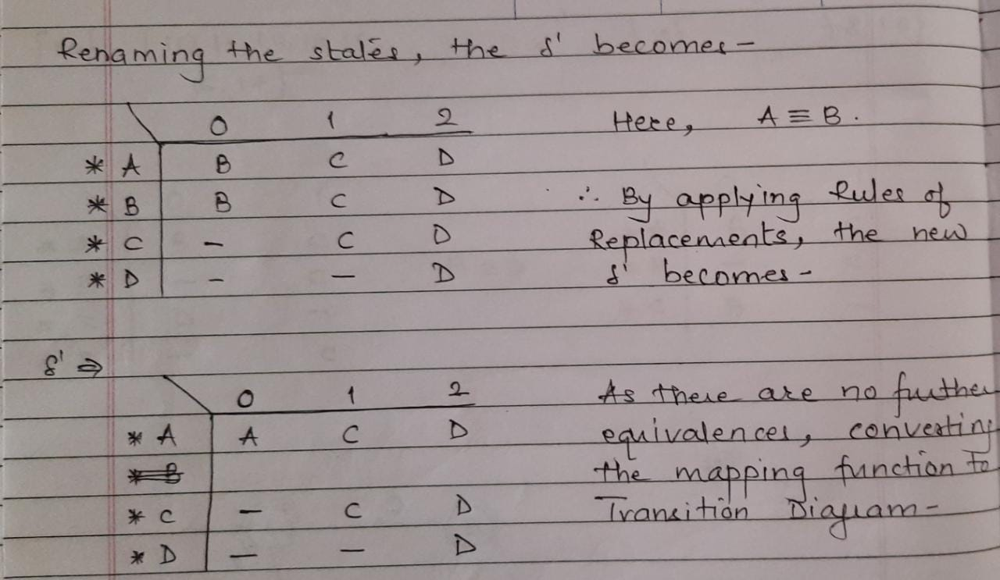 Renaming the states, the δ' becomes-
0 1 2 Here, A ≡ B.
* A B C D
* B B C D ∴ By applying Rules of
* C - C D Replacements, the new
* D - - D δ' becomes-
δ' ⇒
0 1 2 As there are no further
* A A C D equivalences, converting
* B the mapping function to
* C - C D Transition Diagram-
* D - - D